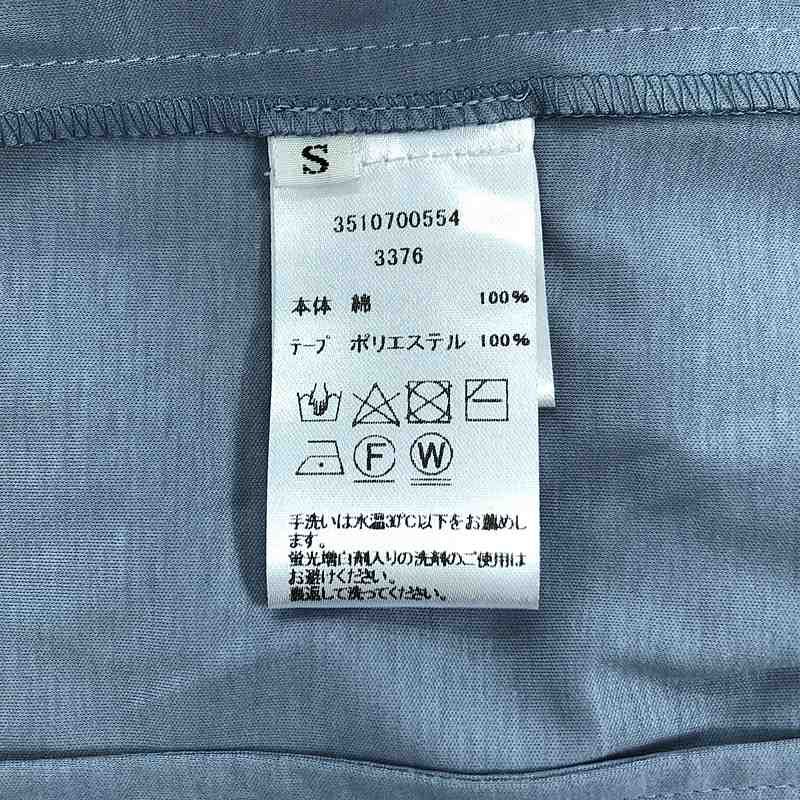 S
3510700554
3376
本体 綿 100%
テープ ポリエステル 100%
F W
手洗いは水温30℃以下をお薦めし
ます。
蛍光増白剤入りの洗剤のご使用は
お避けください。
裏返して洗ってください。